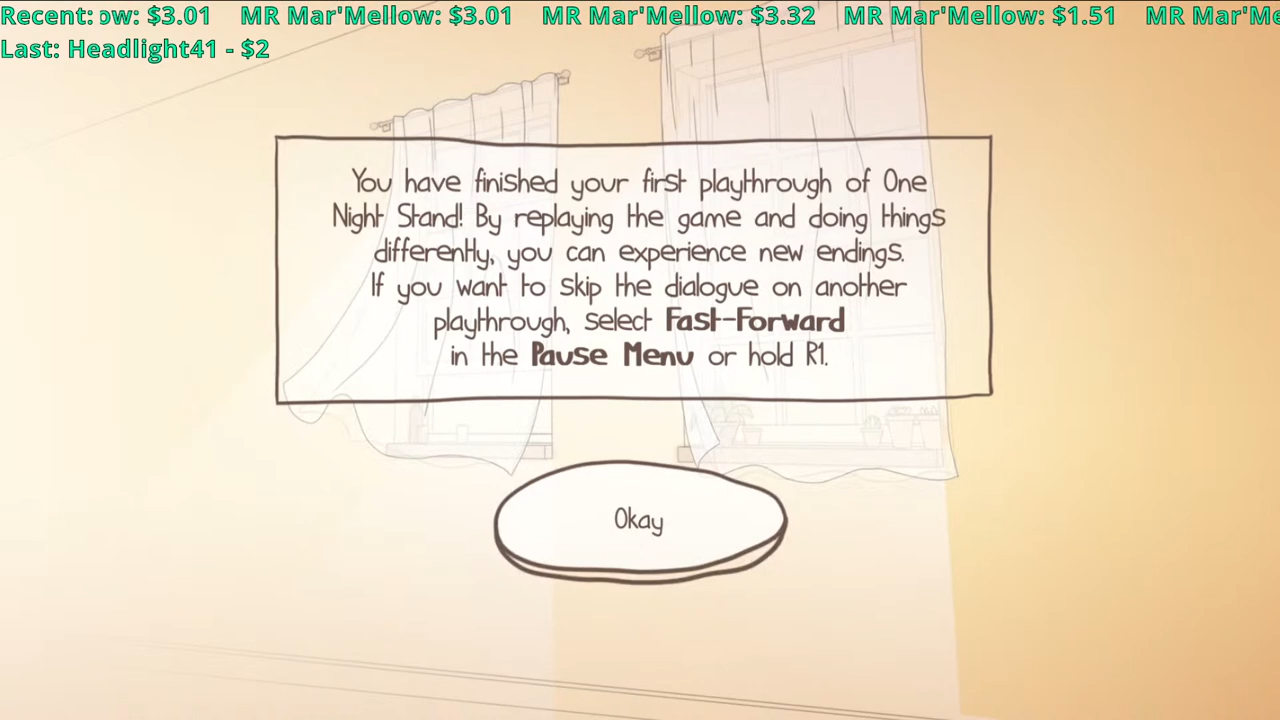 Recent: ow: $3.01 MR Mar'Mellow: $3.01 MR Mar'Mellow: $3.32 MR Mar'Mellow: $1.51 MR Mar'Me
Last: Headlight41 - $2
You have finished your first playthrough of One
Night Stand! By replaying the game and doing things
differently, you can experience new endings.
If you want to skip the dialogue on another
playthrough, select Fast-Forward
in the Pause Menu or hold R1.
Okay